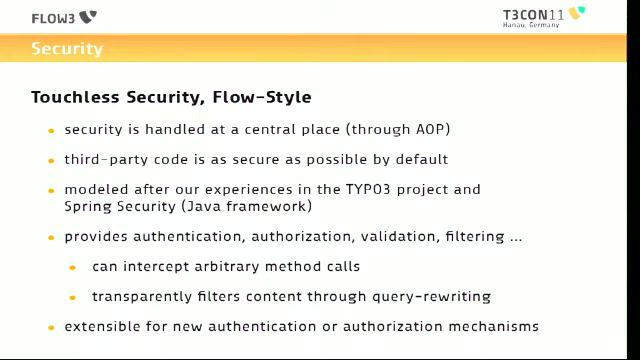 FLOW3
T3CON11
Hanau, Germany
Security
Touchless Security, Flow-Style
security is handled at a central place (through AOP)
third-party code is as secure as possible by default
modeled after our experiences in the TYPO3 project and
Spring Security (Java framework)
provides authentication, authorization, validation, filtering ...
can intercept arbitrary method calls
transparently filters content through query-rewriting
extensible for new authentication or authorization mechanisms